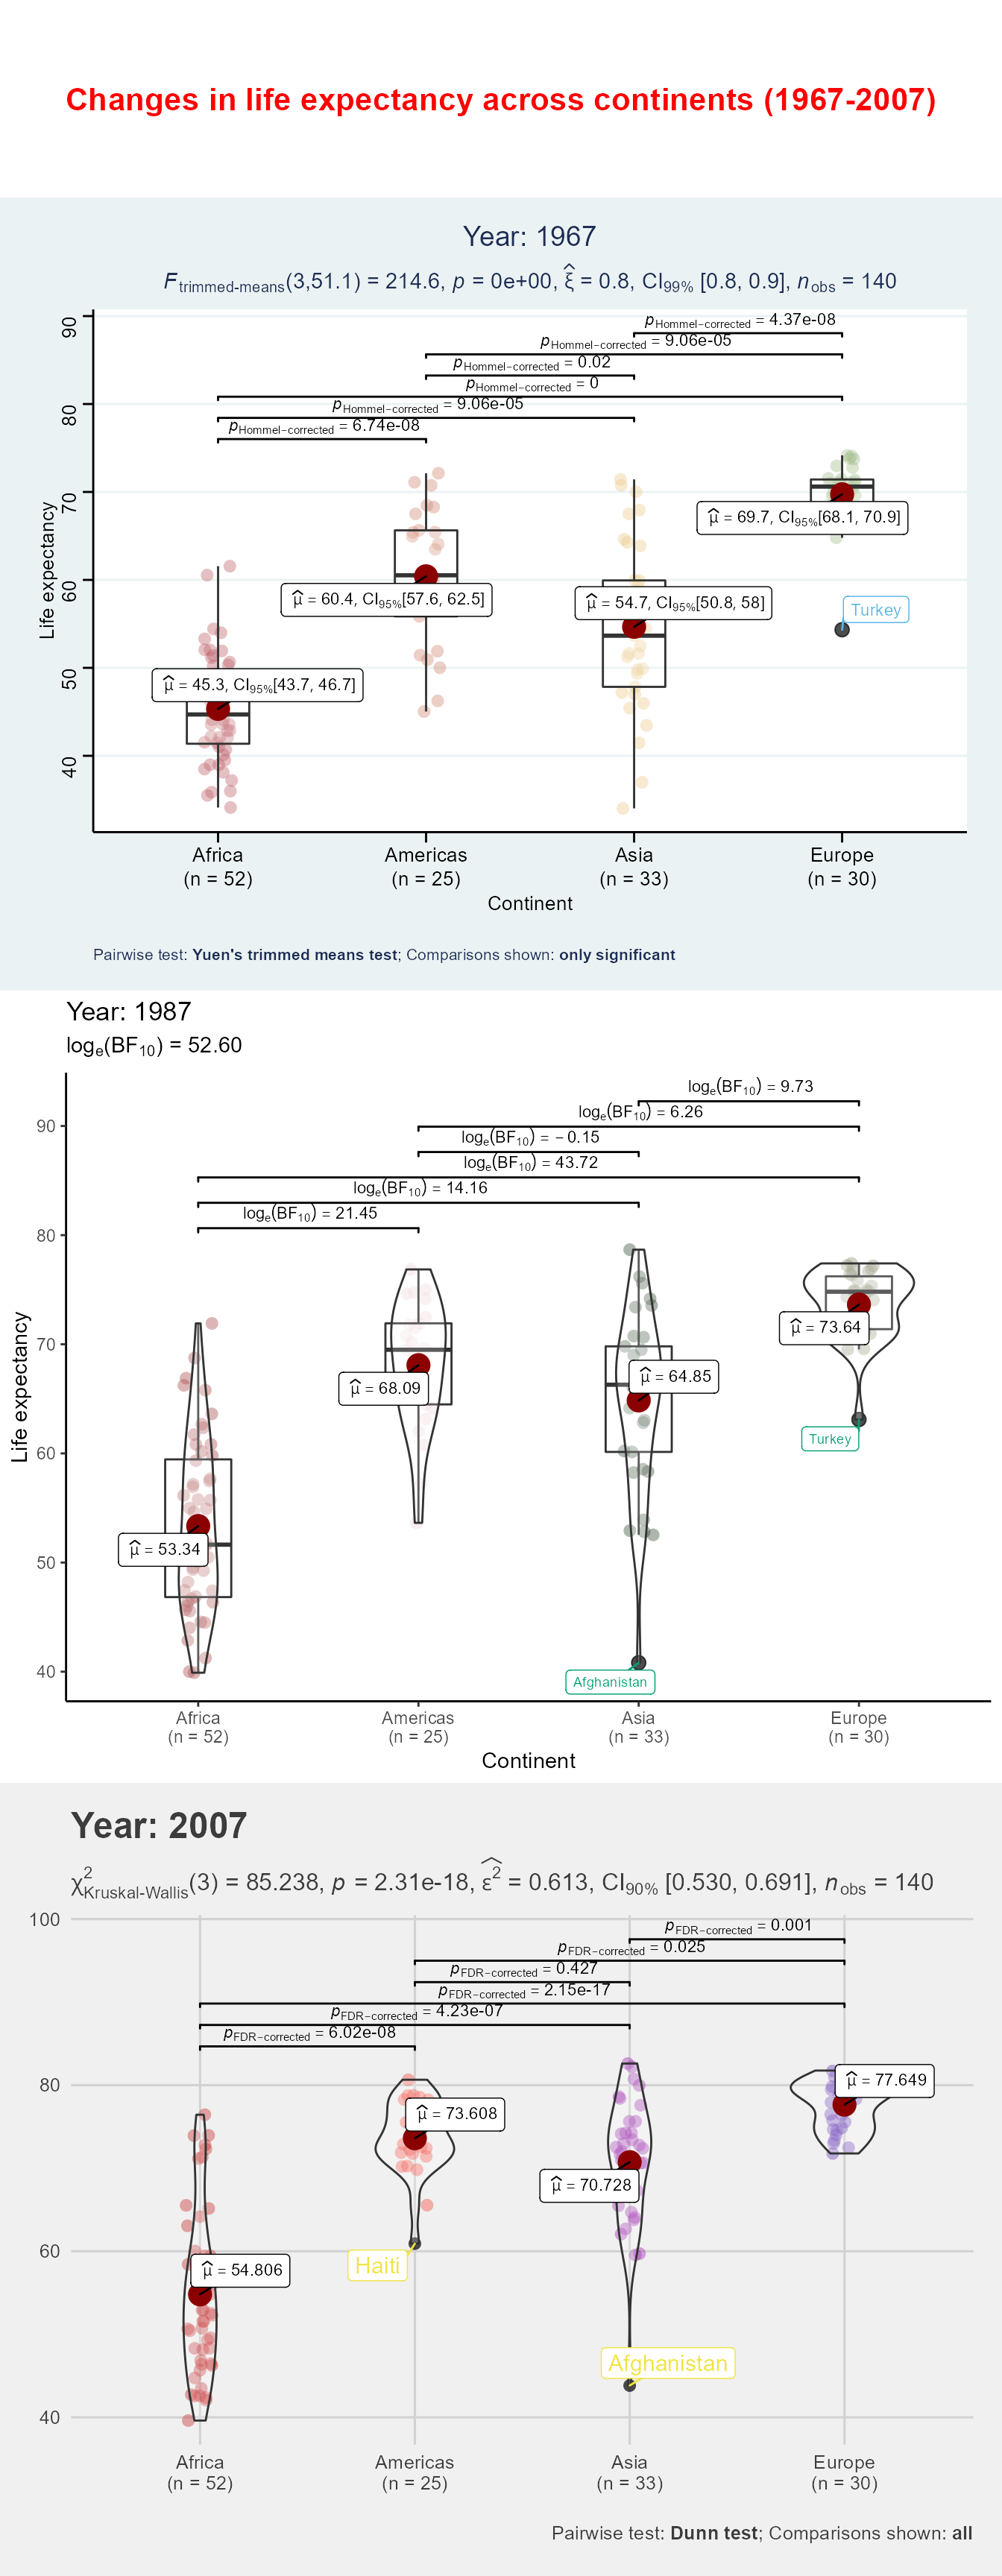 Changes in life expectancy across continents (1967-2007)
Year: 1967
F trimmed-means(3,51.1) = 214.6, p = 0e+00, ξ̂ = 0.8, CI99% [0.8, 0.9], nobs = 140
pHommel−corrected = 4.37e-08
pHommel−corrected = 9.06e-05
pHommel−corrected = 0.02
pHommel−corrected = 0
pHommel−corrected = 9.06e-05
pHommel−corrected = 6.74e-08
90
80
70
60
50
40
Life expectancy
μ̂ = 69.7, CI95%[68.1, 70.9]
μ̂ = 60.4, CI95%[57.6, 62.5]
μ̂ = 54.7, CI95%[50.8, 58]
Turkey
μ̂ = 45.3, CI95%[43.7, 46.7]
Africa
(n = 52)
Americas
(n = 25)
Asia
(n = 33)
Europe
(n = 30)
Continent
Pairwise test: Yuen's trimmed means test; Comparisons shown: only significant
Year: 1987
loge(BF10) = 52.60
loge(BF10) = 9.73
loge(BF10) = 6.26
loge(BF10) = − 0.15
loge(BF10) = 43.72
loge(BF10) = 14.16
loge(BF10) = 21.45
90
80
70
60
50
40
Life expectancy
μ̂ = 73.64
μ̂ = 64.85
μ̂ = 68.09
Turkey
μ̂ = 53.34
Afghanistan
Africa
(n = 52)
Americas
(n = 25)
Asia
(n = 33)
Europe
(n = 30)
Continent
Year: 2007
χ2Kruskal-Wallis(3) = 85.238, p = 2.31e-18, ε̂2 = 0.613, CI90% [0.530, 0.691], nobs = 140
100
80
60
40
pFDR−corrected = 0.001
pFDR−corrected = 0.025
pFDR−corrected = 0.427
pFDR−corrected = 2.15e-17
pFDR−corrected = 4.23e-07
pFDR−corrected = 6.02e-08
μ̂ = 77.649
μ̂ = 73.608
μ̂ = 70.728
μ̂ = 54.806
Haiti
Afghanistan
Africa
(n = 52)
Americas
(n = 25)
Asia
(n = 33)
Europe
(n = 30)
Pairwise test: Dunn test; Comparisons shown: all